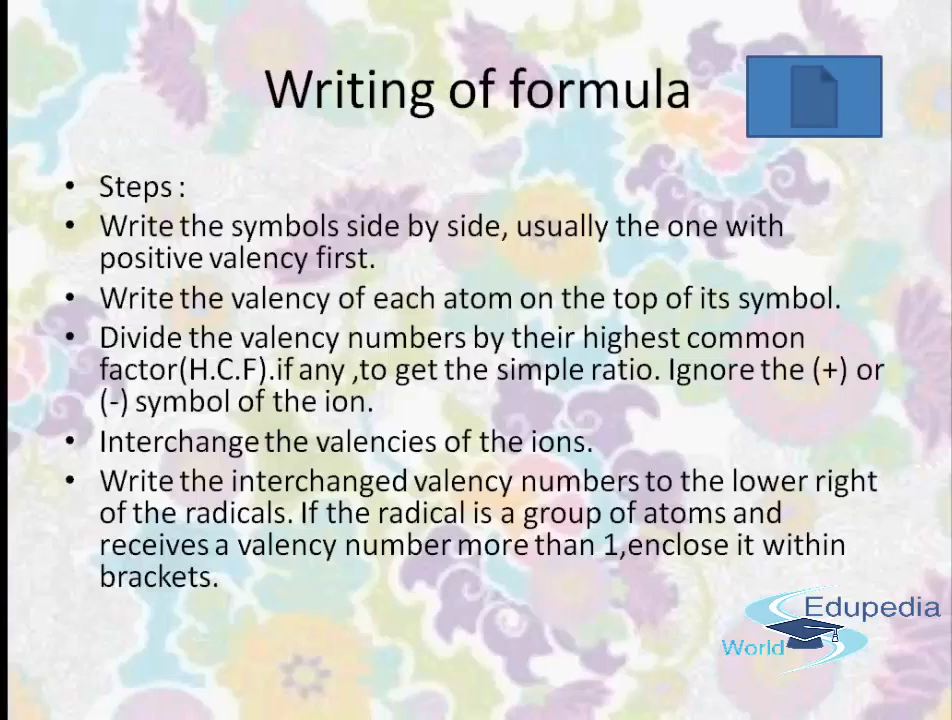 Writing of formula
• Steps :
• Write the symbols side by side, usually the one with
positive valency first.
• Write the valency of each atom on the top of its symbol.
• Divide the valency numbers by their highest common
factor(H.C.F).if any ,to get the simple ratio. Ignore the (+) or
(-) symbol of the ion.
• Interchange the valencies of the ions.
• Write the interchanged valency numbers to the lower right
of the radicals. If the radical is a group of atoms and
receives a valency number more than 1,enclose it within
brackets.
Edupedia
World